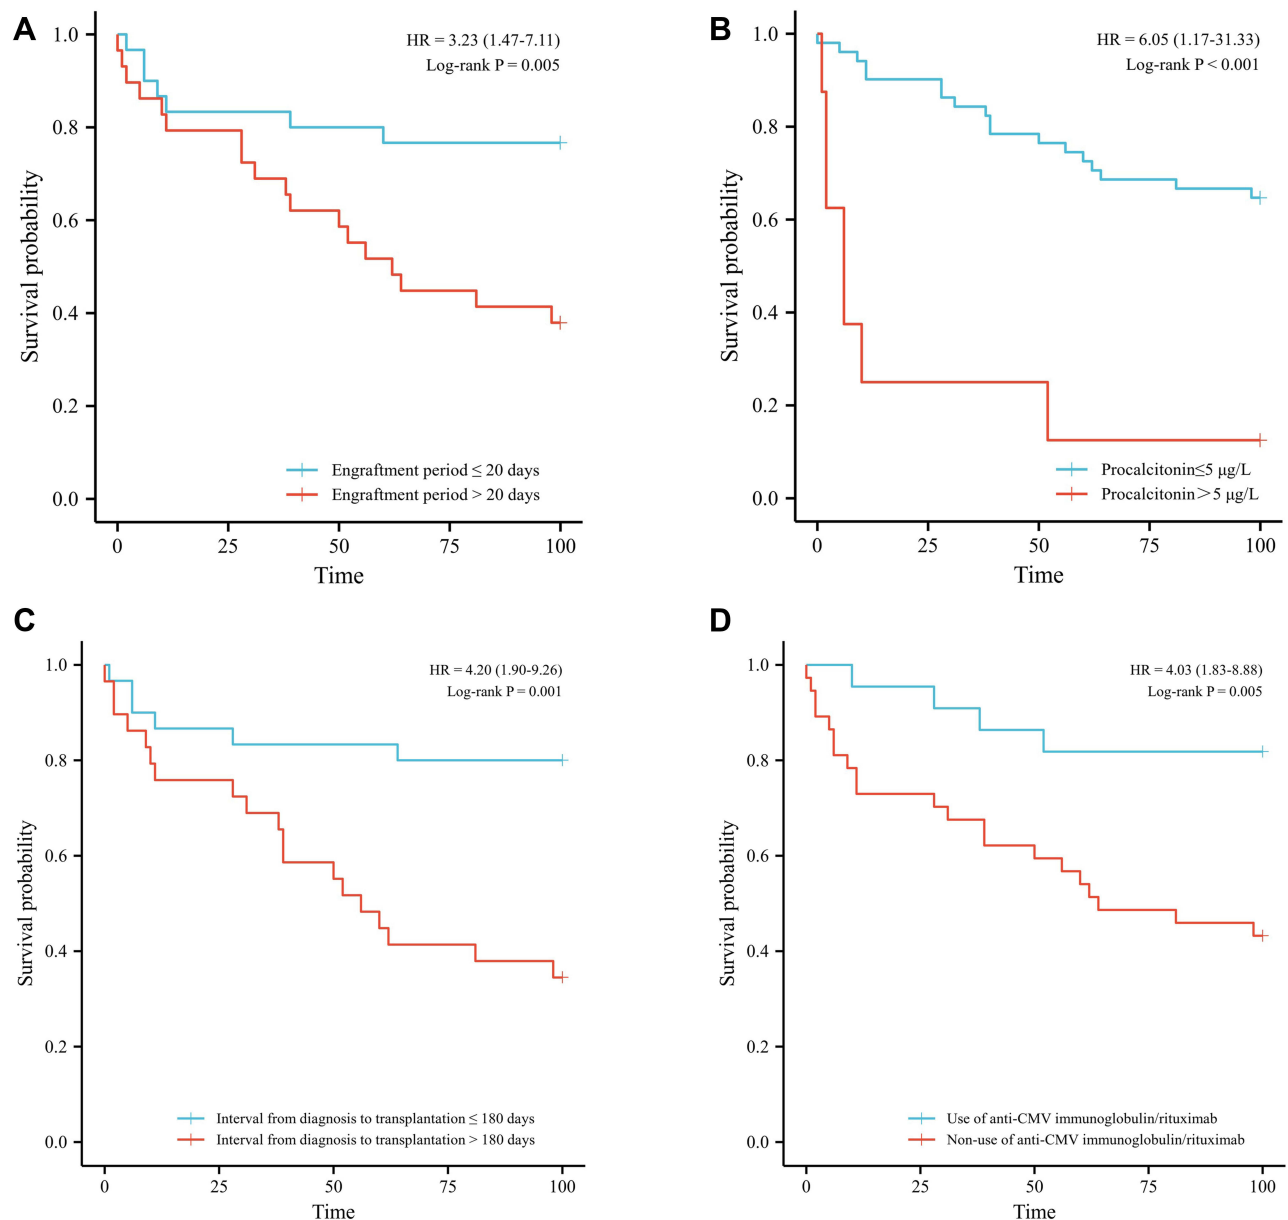 A
HR = 3.23 (1.47-7.11)
Log-rank P = 0.005
1.0
0.8
0.6
0.4
0.2
0.0
Survival probability
Engraftment period ≤ 20 days
Engraftment period > 20 days
0 25 50 75 100
Time
B
HR = 6.05 (1.17-31.33)
Log-rank P < 0.001
1.0
0.8
0.6
0.4
0.2
0.0
Survival probability
Procalcitonin≤5 μg/L
Procalcitonin＞5 μg/L
0 25 50 75 100
Time
C
HR = 4.20 (1.90-9.26)
Log-rank P = 0.001
1.0
0.8
0.6
0.4
0.2
0.0
Survival probability
Interval from diagnosis to transplantation ≤ 180 days
Interval from diagnosis to transplantation > 180 days
0 25 50 75 100
Time
D
HR = 4.03 (1.83-8.88)
Log-rank P = 0.005
1.0
0.8
0.6
0.4
0.2
0.0
Survival probability
Use of anti-CMV immunoglobulin/rituximab
Non-use of anti-CMV immunoglobulin/rituximab
0 25 50 75 100
Time